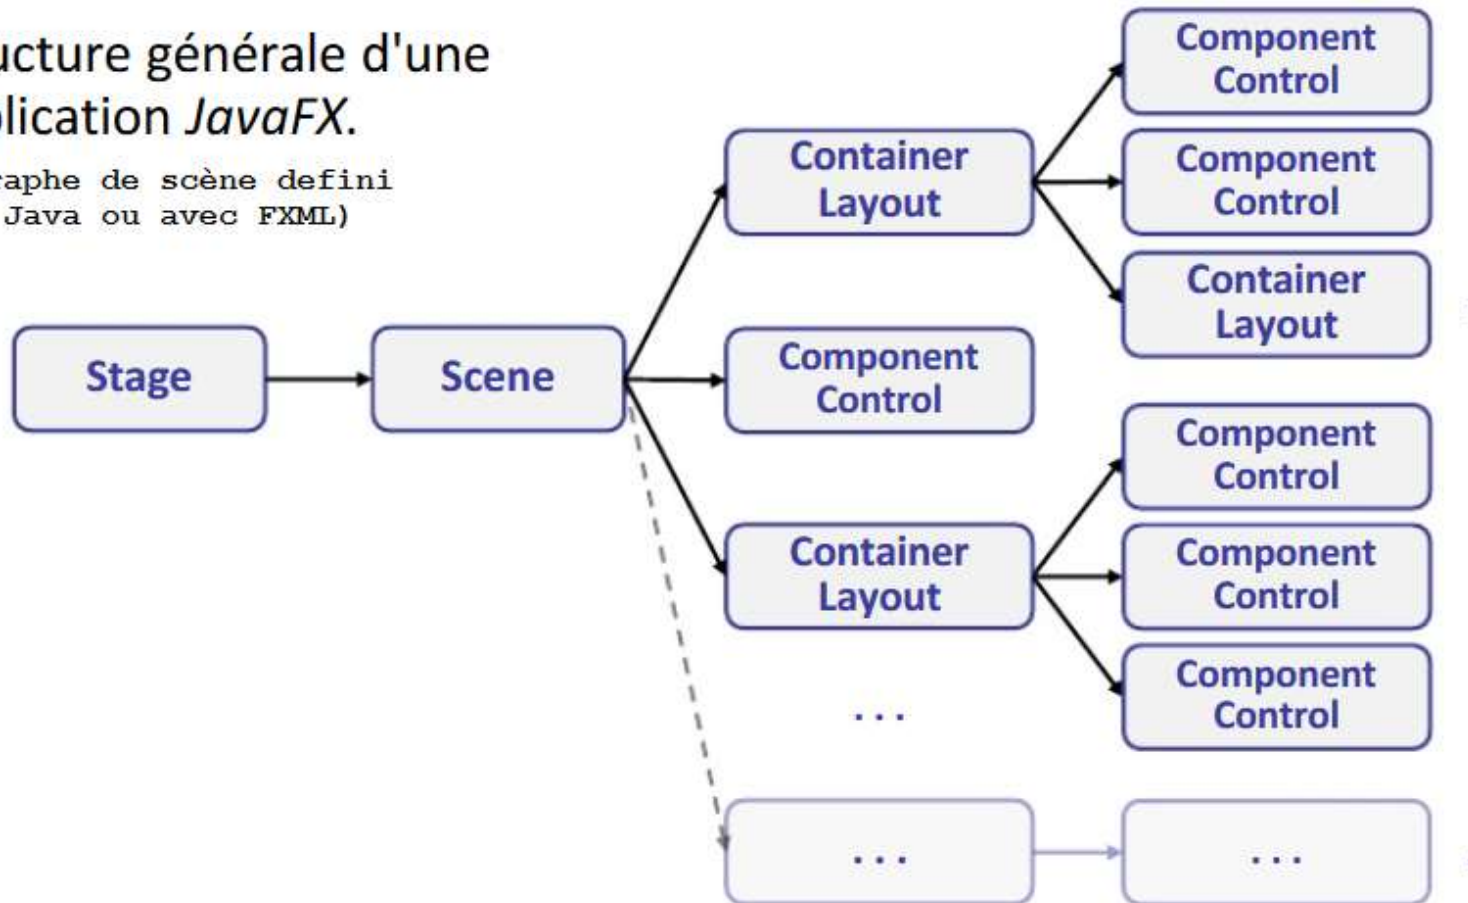 ucture générale d'une
lication JavaFX.
raphe de scène defini
Java ou avec FXML)
Stage
Scene
Container
Layout
Component
Control
Container
Layout
...
...
Component
Control
Component
Control
Container
Layout
Component
Control
Component
Control
Component
Control
...